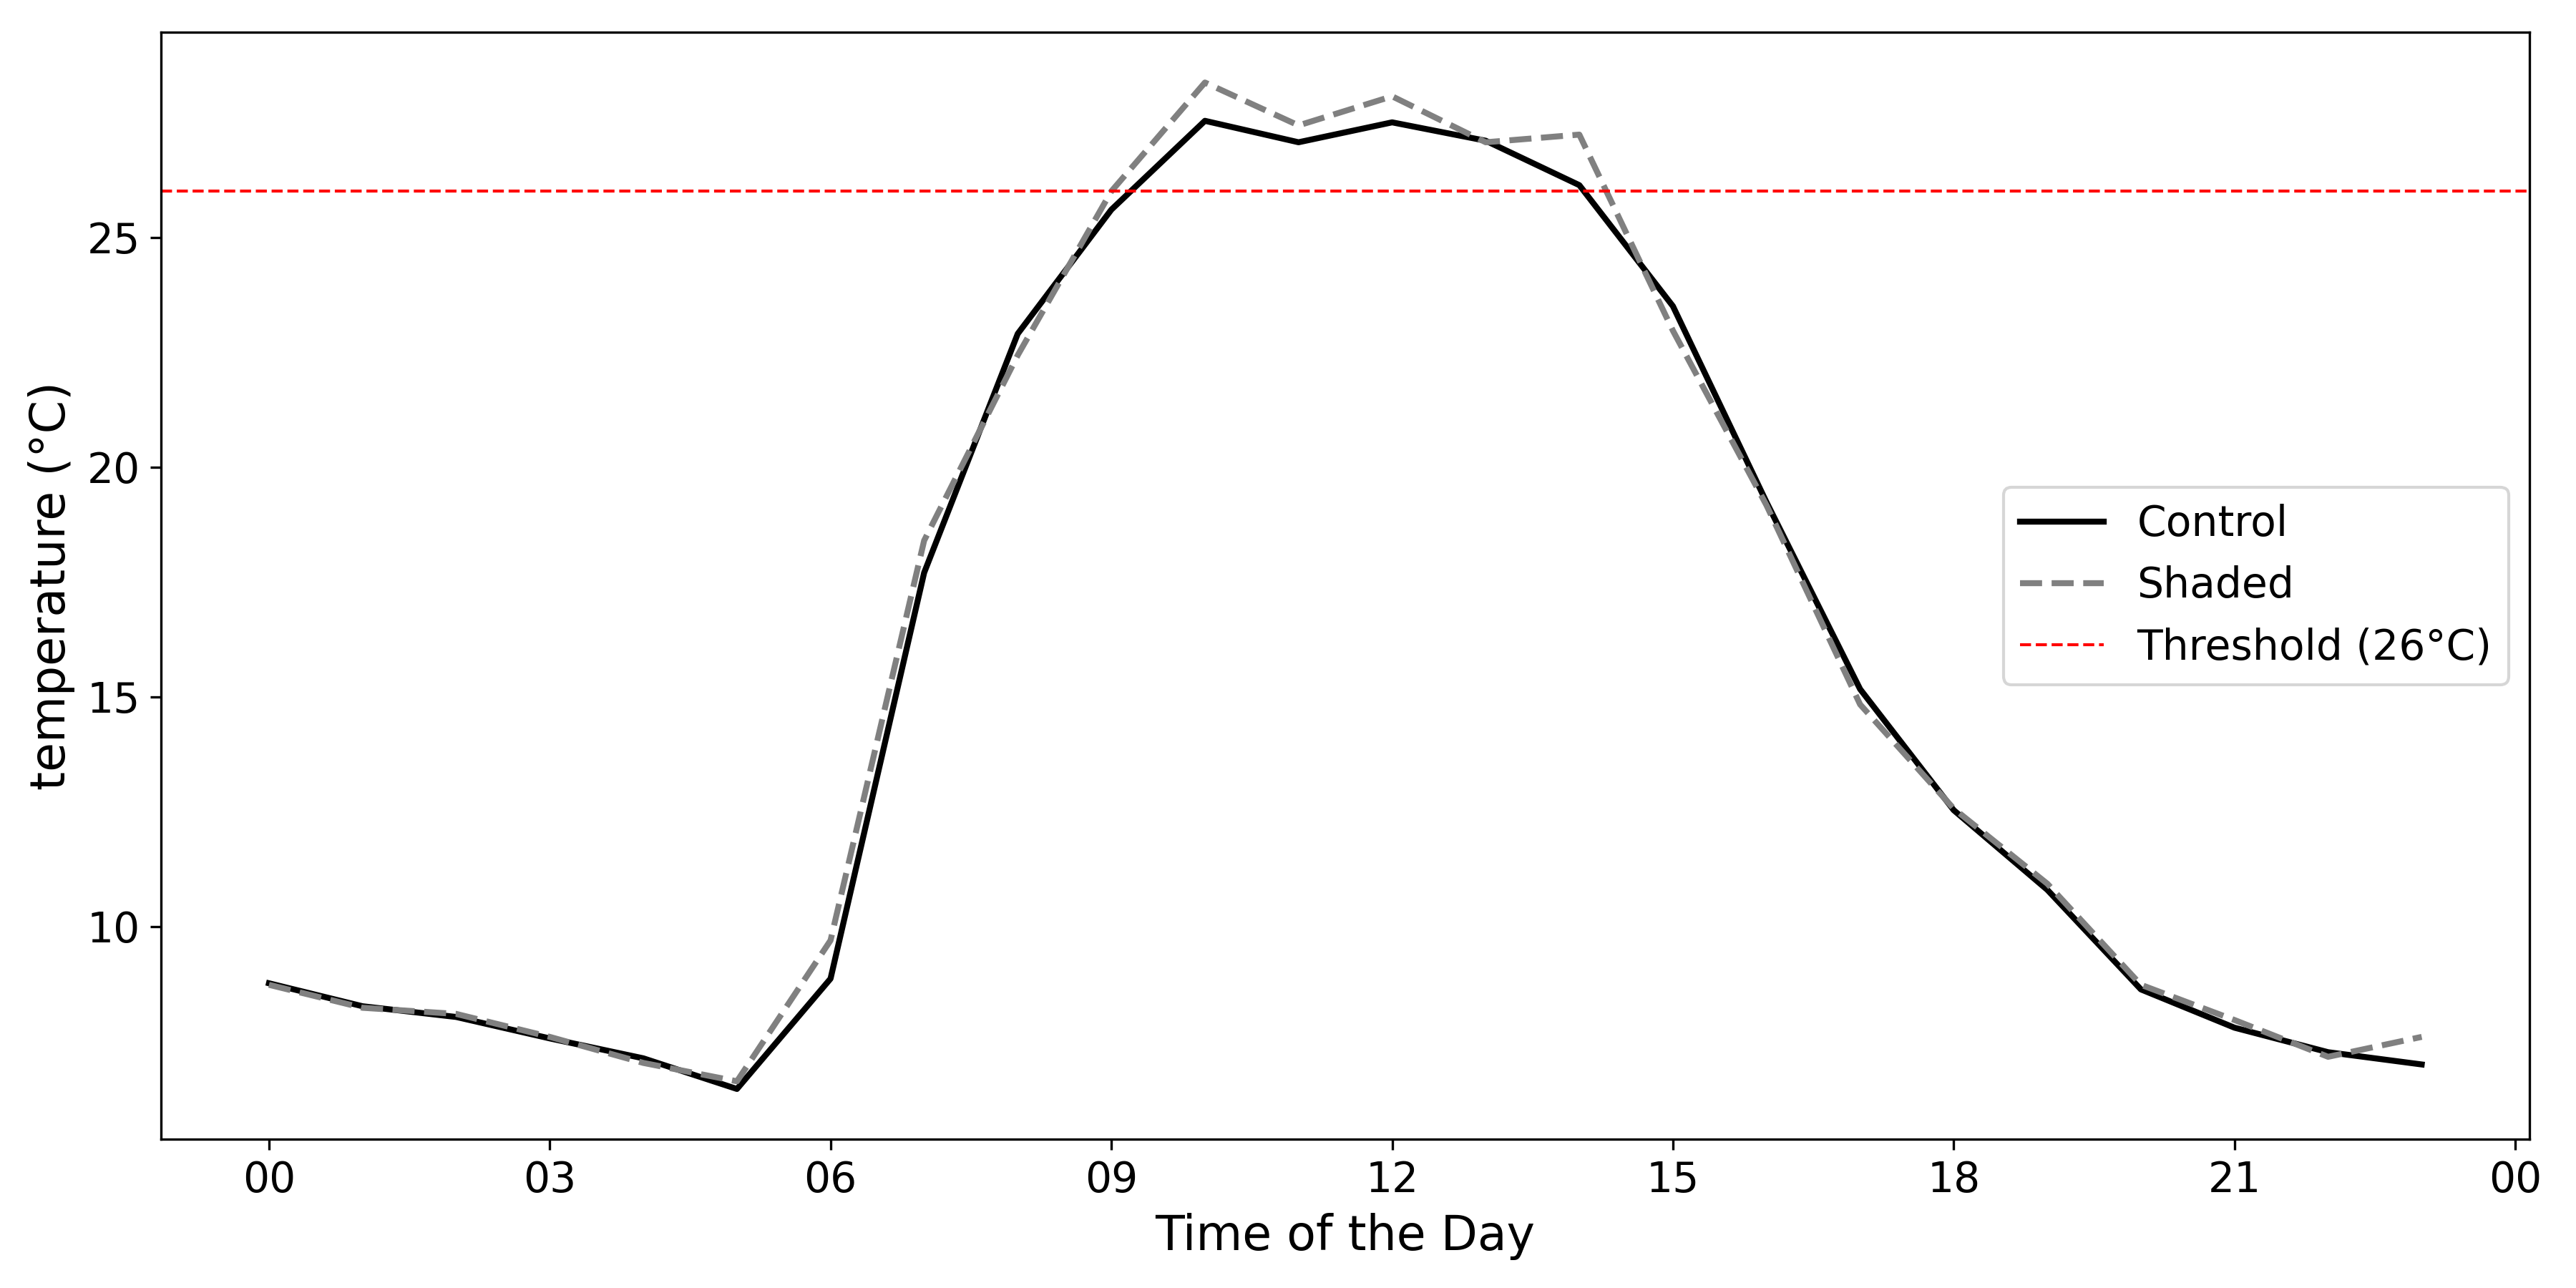 temperature (°C)
25
20
15
10
Control
Shaded
Threshold (26°C)
00 03 06 09 12 15 18 21 00
Time of the Day